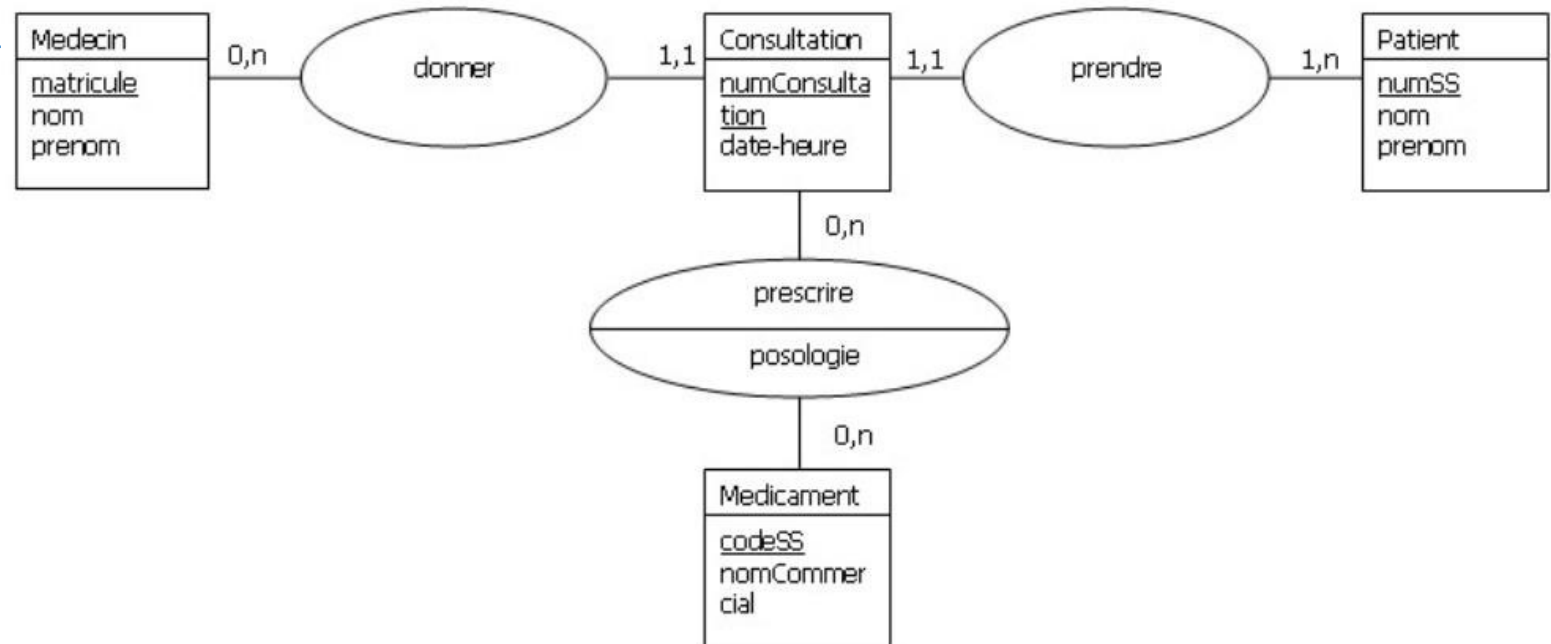 Medecin
matricule
nom
prenom
0,n
donner
1,1
Consultation
numConsulta
tion
date-heure
1,1
prendre
1,n
Patient
numSS
nom
prenom
0,n
prescrire
posologie
0,n
Medicament
codeSS
nomCommer
cial